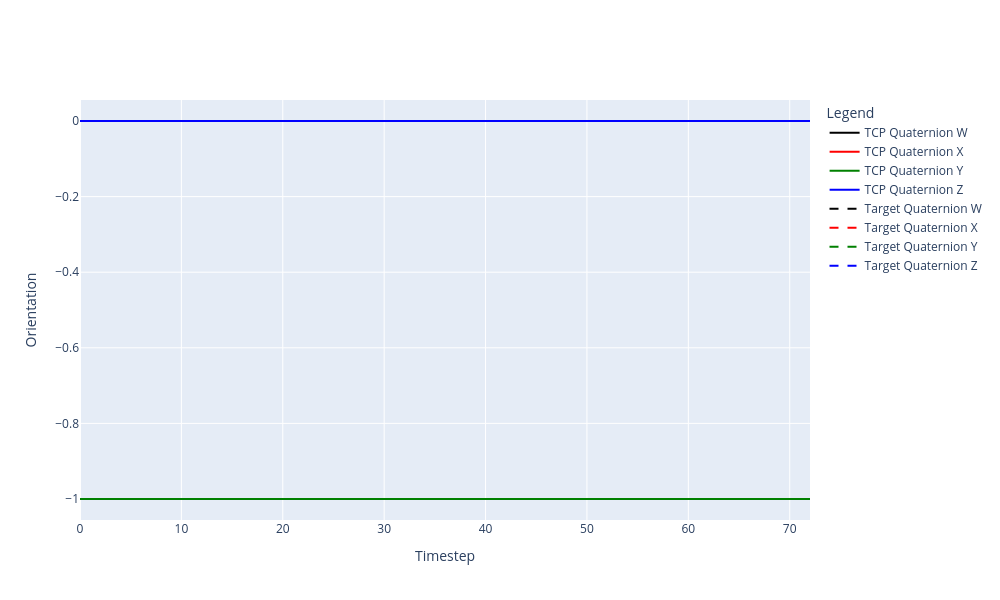 Legend
TCP Quaternion W
TCP Quaternion X
TCP Quaternion Y
TCP Quaternion Z
Target Quaternion W
Target Quaternion X
Target Quaternion Y
Target Quaternion Z
Orientation
0
−0.2
−0.4
−0.6
−0.8
−1
0 10 20 30 40 50 60 70
Timestep